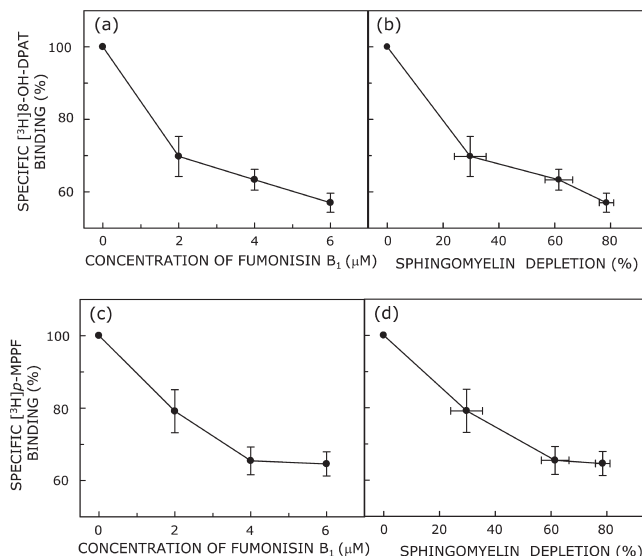 (a)
(b)
SPECIFIC [³H]8-OH-DPAT
BINDING (%)
100
80
60
0 2 4 6
0 20 40 60 80
CONCENTRATION OF FUMONISIN B₁ (μM)
SPHINGOMYELIN DEPLETION (%)
(c)
(d)
SPECIFIC [³H]p-MPPF
BINDING (%)
100
80
60
0 2 4 6
0 20 40 60 80
CONCENTRATION OF FUMONISIN B₁ (μM)
SPHINGOMYELIN DEPLETION (%)